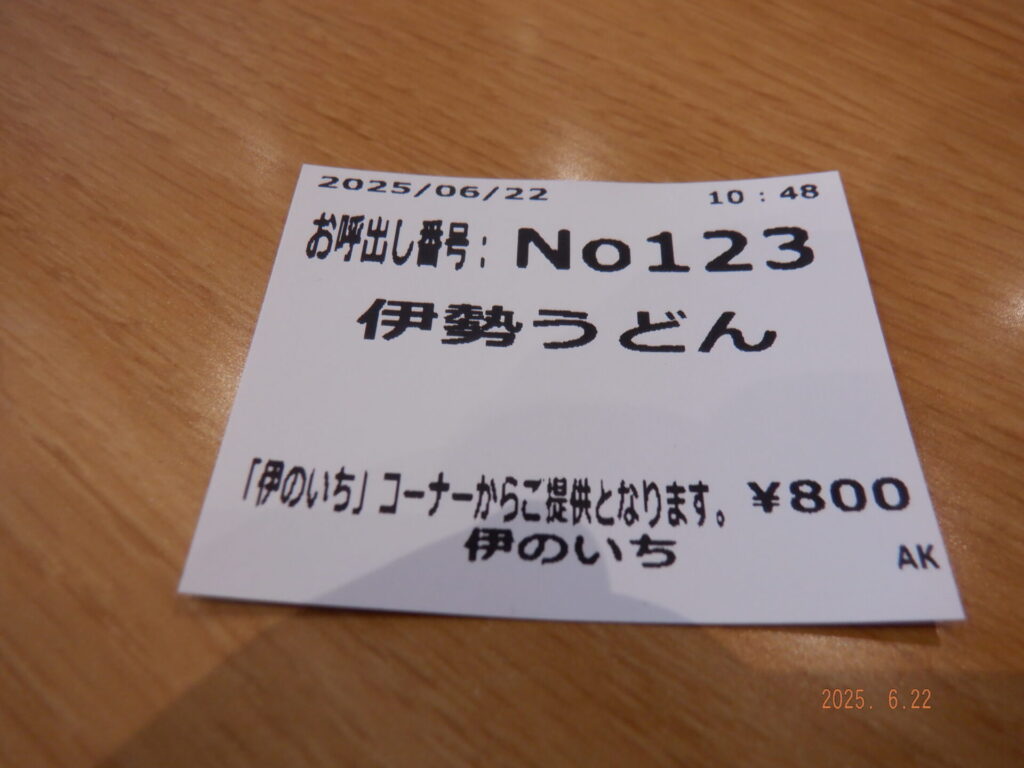 2025/06/22 10:48
お呼出し番号: No123
伊勢うどん
「伊のいち」コーナーからご提供となります。 ¥800
伊のいち AK
2025. 6.22